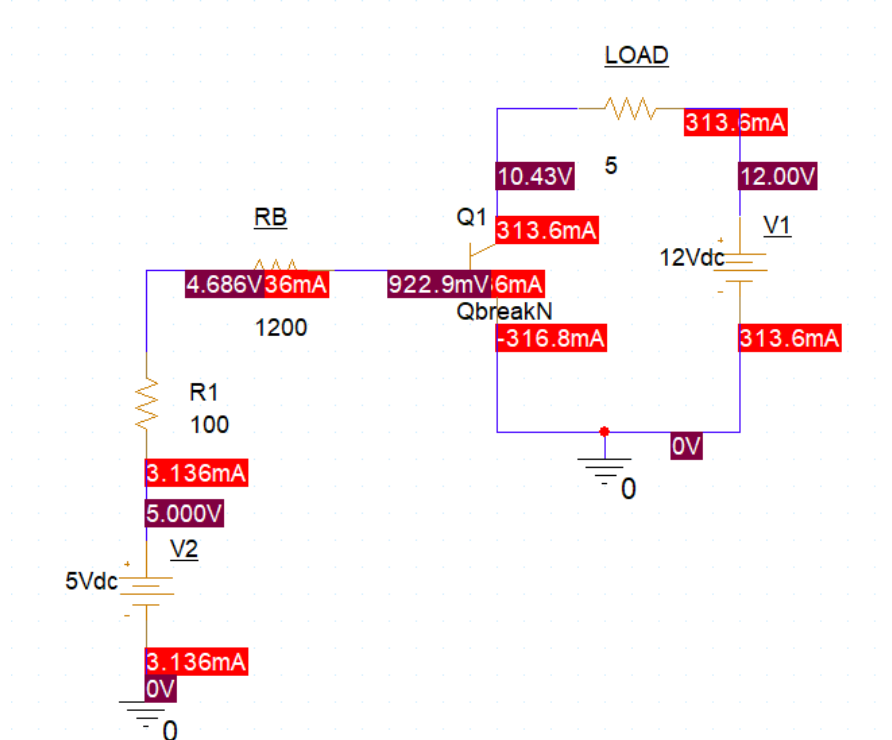 LOAD
313.6mA
5
10.43V
12.00V
RB
Q1
313.6mA
V1
12Vdc
4.686V
36mA
922.9mV
6mA
1200
QbreakN
-316.8mA
313.6mA
R1
100
0V
3.136mA
0
5.000V
V2
5Vdc
3.136mA
0V
0